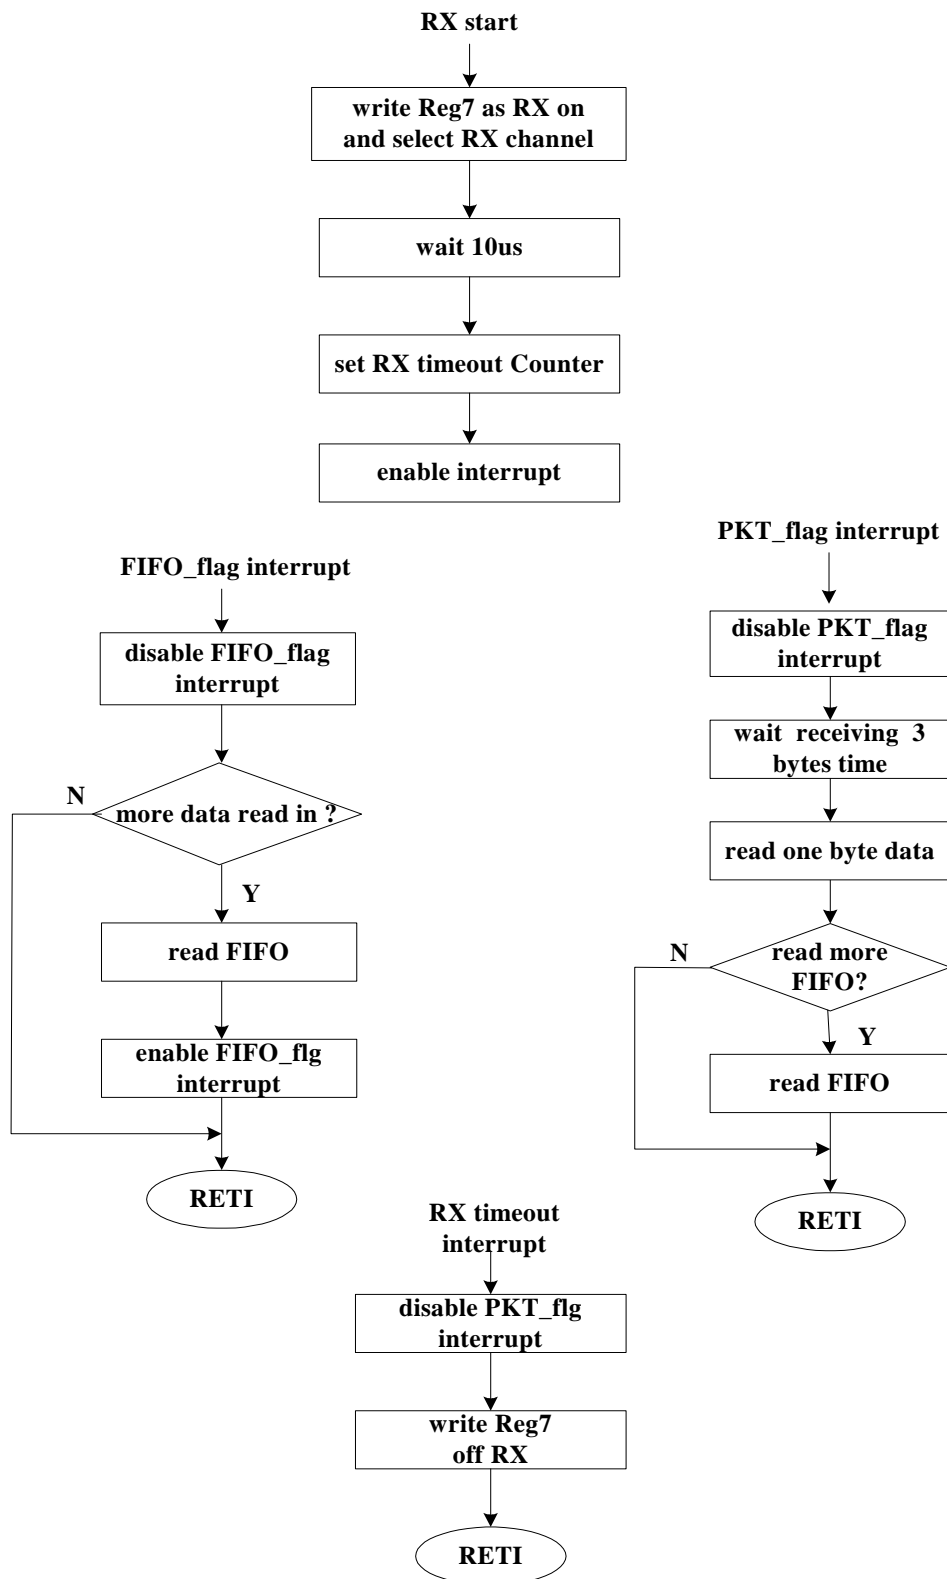 RX start
write Reg7 as RX on
and select RX channel
wait 10us
set RX timeout Counter
enable interrupt
FIFO_flag interrupt
disable FIFO_flag
interrupt
N
more data read in ?
Y
read FIFO
enable FIFO_flg
interrupt
RETI
PKT_flag interrupt
disable PKT_flag
interrupt
wait receiving 3
bytes time
read one byte data
N
read more
FIFO?
Y
read FIFO
RETI
RX timeout
interrupt
disable PKT_flg
interrupt
write Reg7
off RX
RETI